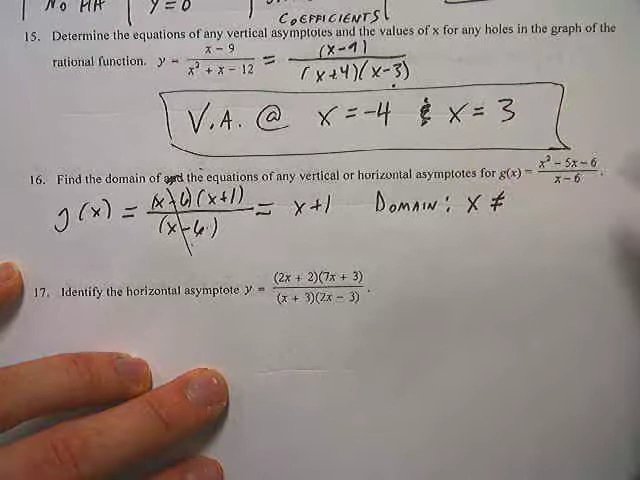 NO HA | y=0
COEFFICIENTS
15. Determine the equations of any vertical asymptotes and the values of x for any holes in the graph of the
rational function. y = x − 9 / x² + x − 12 = (x-9) / (x+4)(x-3)
V.A. @ x=-4 & x=3
16. Find the domain of and the equations of any vertical or horizontal asymptotes for g(x) = x² − 5x − 6 / x − 6 .
g(x) = (x-6)(x+1) / (x-6) = x+1 DOMAIN: x ≠
17. Identify the horizontal asymptote y = (2x + 2)(7x + 3) / (x + 3)(2x − 3) .